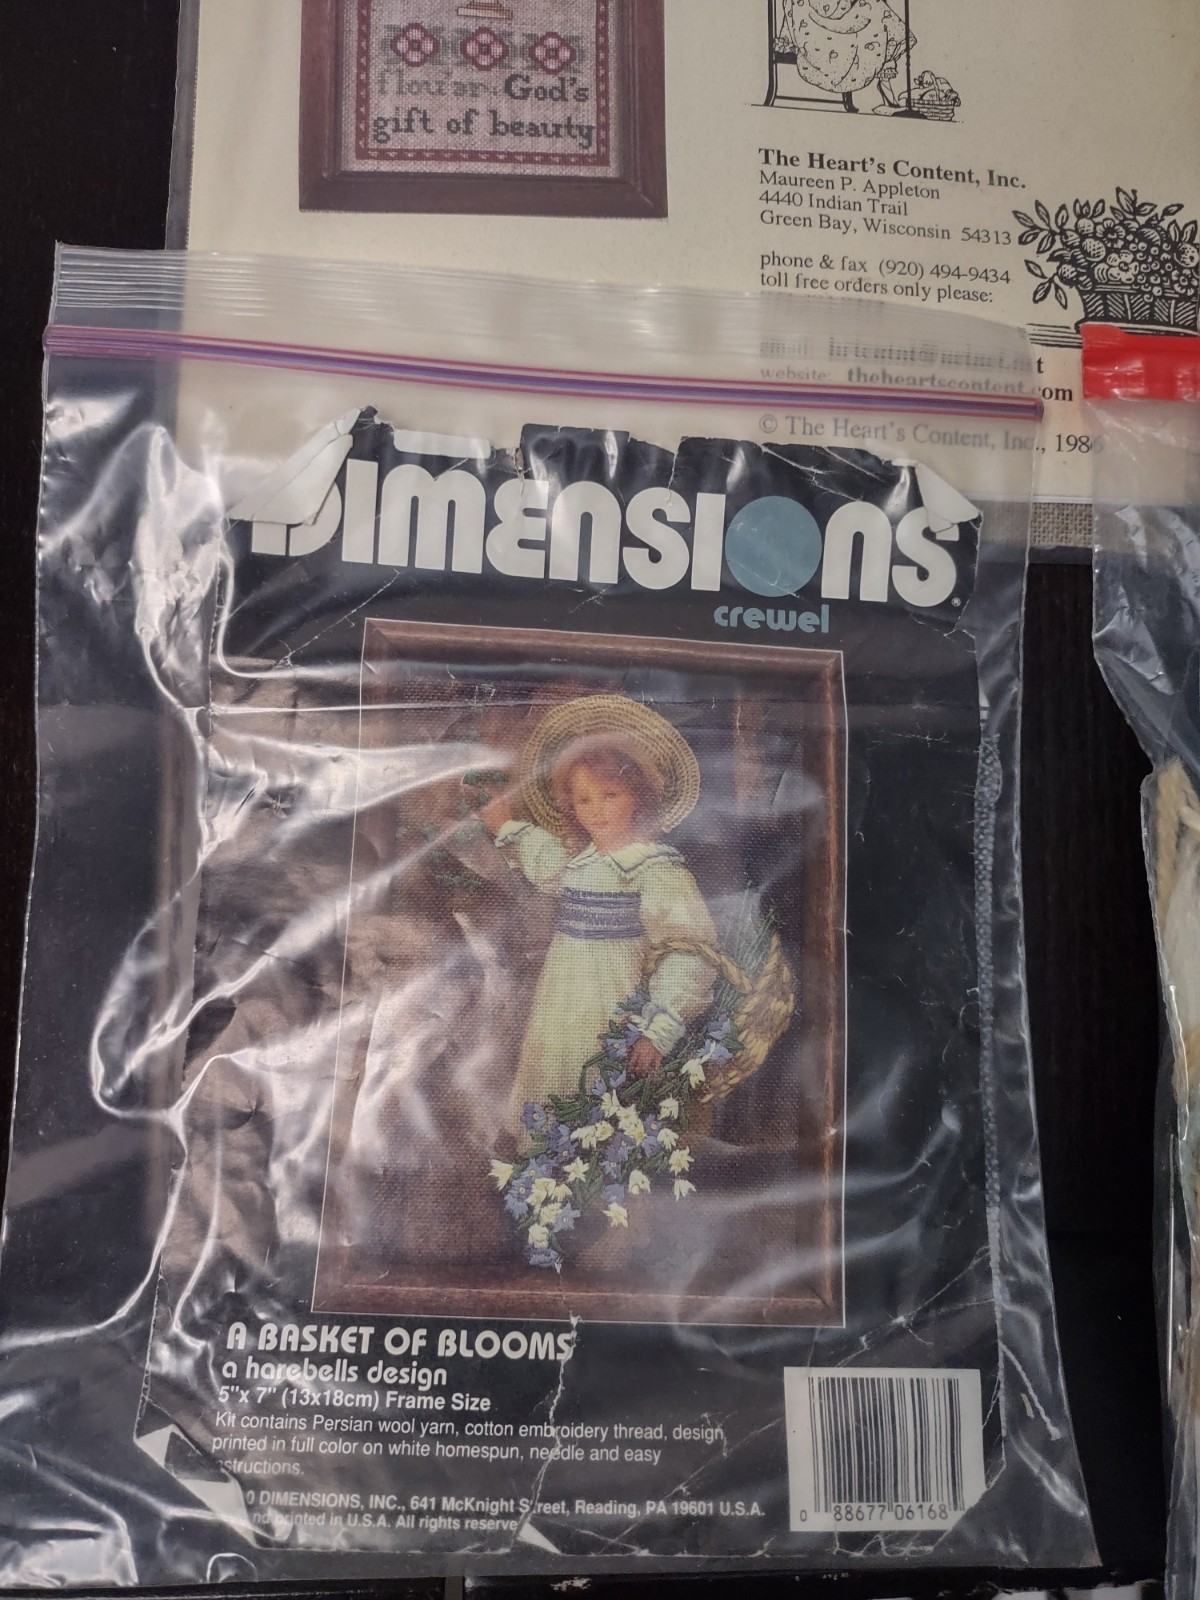 flow'ar · God's
gift of beauty
The Heart's Content, Inc.
Maureen P. Appleton
4440 Indian Trail
Green Bay, Wisconsin 54313
phone & fax (920) 494-9434
toll free orders only please:
email:
website: theheartscontent.com
© The Heart's Content, Inc., 1986
DIMENSIONS®
crewel
A BASKET OF BLOOMS
a harebells design
5"x 7" (13x18cm) Frame Size
Kit contains Persian wool yarn, cotton embroidery thread, design
printed in full color on white homespun, needle and easy
instructions.
DIMENSIONS, INC., 641 McKnight Street, Reading, PA 19601 U.S.A.
printed in U.S.A. All rights reserve
0 88677 06168